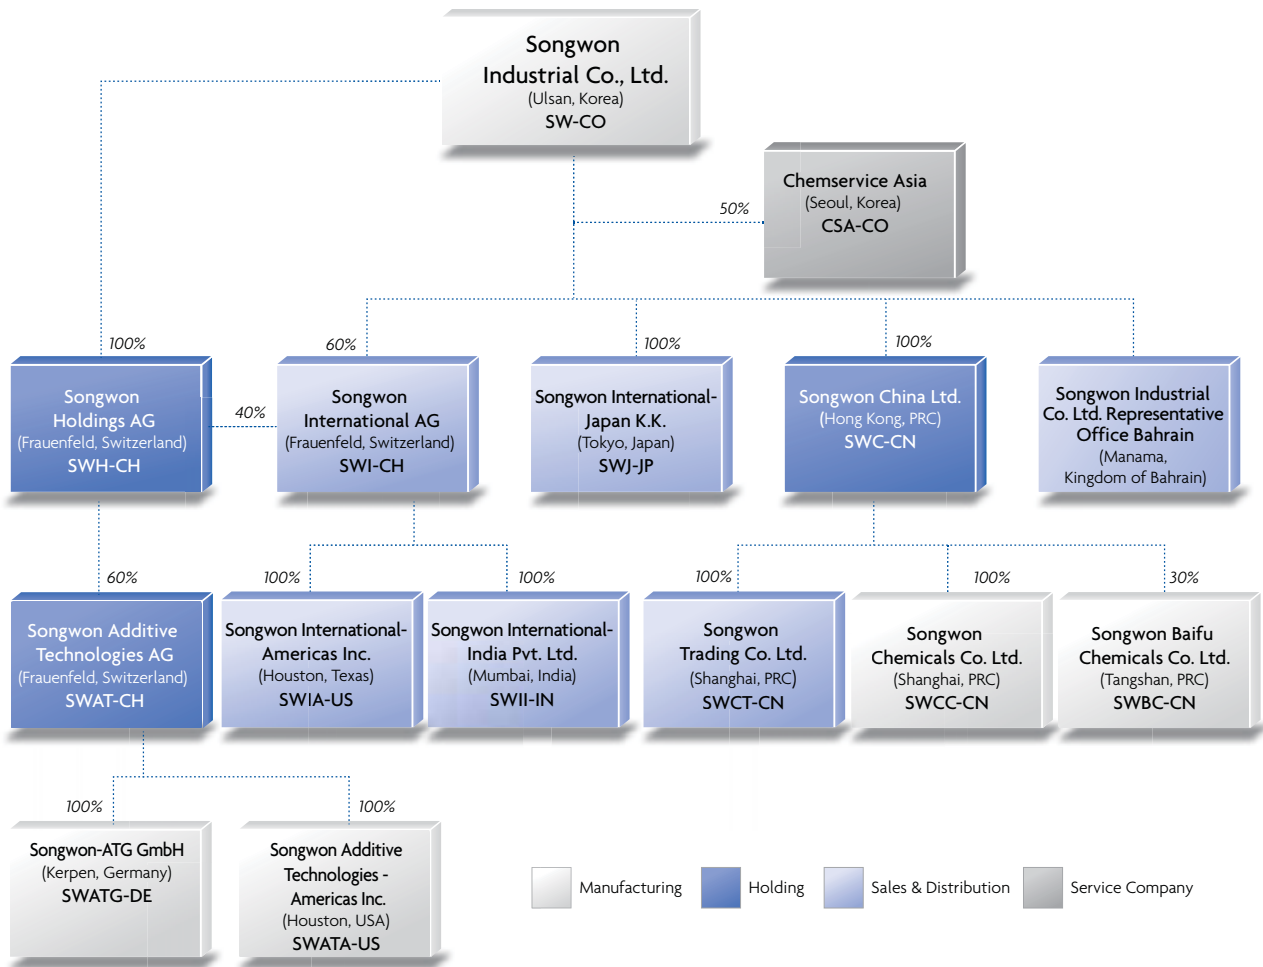 Songwon
Industrial Co., Ltd.
(Ulsan, Korea)
SW-CO
Chemservice Asia
(Seoul, Korea)
CSA-CO
50%
100%
60%
100%
100%
Songwon
Holdings AG
(Frauenfeld, Switzerland)
SWH-CH
40%
Songwon
International AG
(Frauenfeld, Switzerland)
SWI-CH
Songwon International-
Japan K.K.
(Tokyo, Japan)
SWJ-JP
Songwon China Ltd.
(Hong Kong, PRC)
SWC-CN
Songwon Industrial
Co. Ltd. Representative
Office Bahrain
(Manama,
Kingdom of Bahrain)
60%
100%
100%
100%
100%
30%
Songwon Additive
Technologies AG
(Frauenfeld, Switzerland)
SWAT-CH
Songwon International-
Americas Inc.
(Houston, Texas)
SWIA-US
Songwon International-
India Pvt. Ltd.
(Mumbai, India)
SWII-IN
Songwon
Trading Co. Ltd.
(Shanghai, PRC)
SWCT-CN
Songwon
Chemicals Co. Ltd.
(Shanghai, PRC)
SWCC-CN
Songwon Baifu
Chemicals Co. Ltd.
(Tangshan, PRC)
SWBC-CN
100%
100%
Songwon-ATG GmbH
(Kerpen, Germany)
SWATG-DE
Songwon Additive
Technologies -
Americas Inc.
(Houston, USA)
SWATA-US
Manufacturing
Holding
Sales & Distribution
Service Company